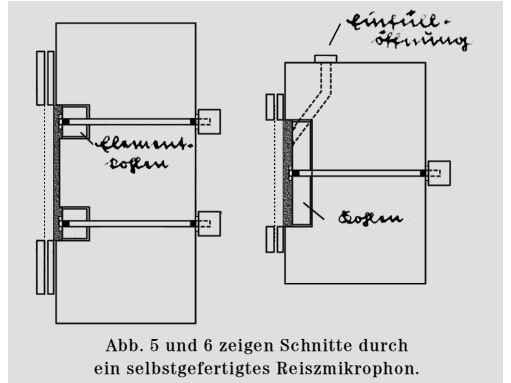 Einfüll-
öffnung
Element-
kohlen
Kohlen
Abb. 5 und 6 zeigen Schnitte durch
ein selbstgefertigtes Reiszmikrophon.